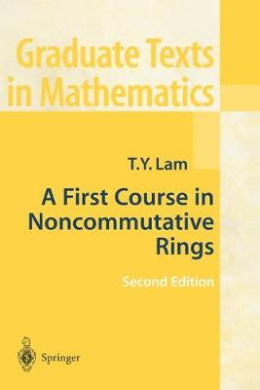 Graduate Texts
in Mathematics
T.Y. Lam
A First Course in
Noncommutative
Rings
Second Edition
Springer